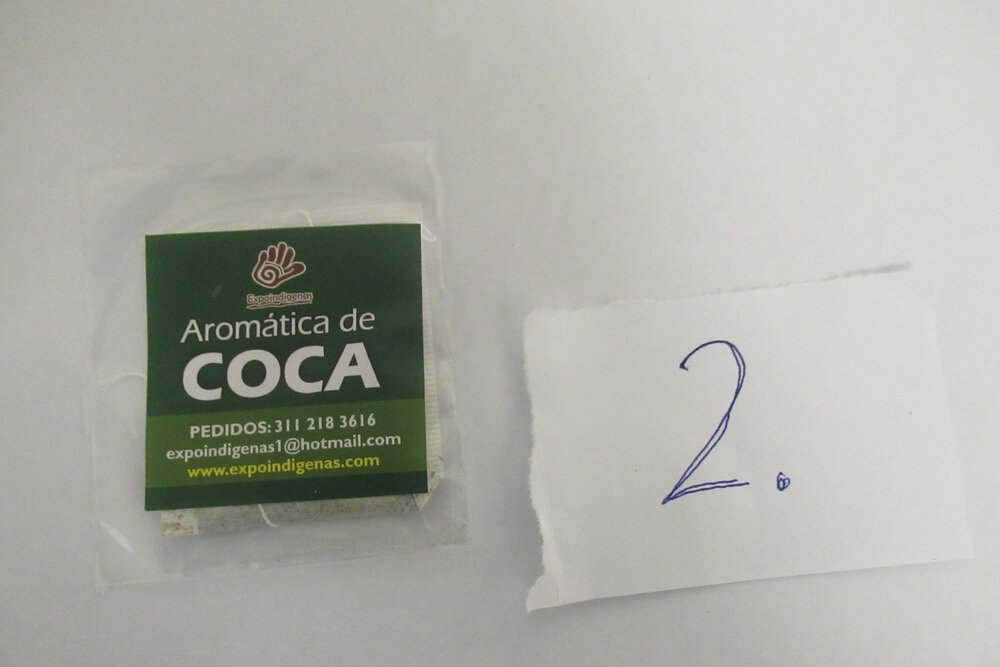 Expoindigenas
Aromática de
COCA
PEDIDOS: 311 218 3616
expoindigenas1@hotmail.com
www.expoindigenas.com
2.